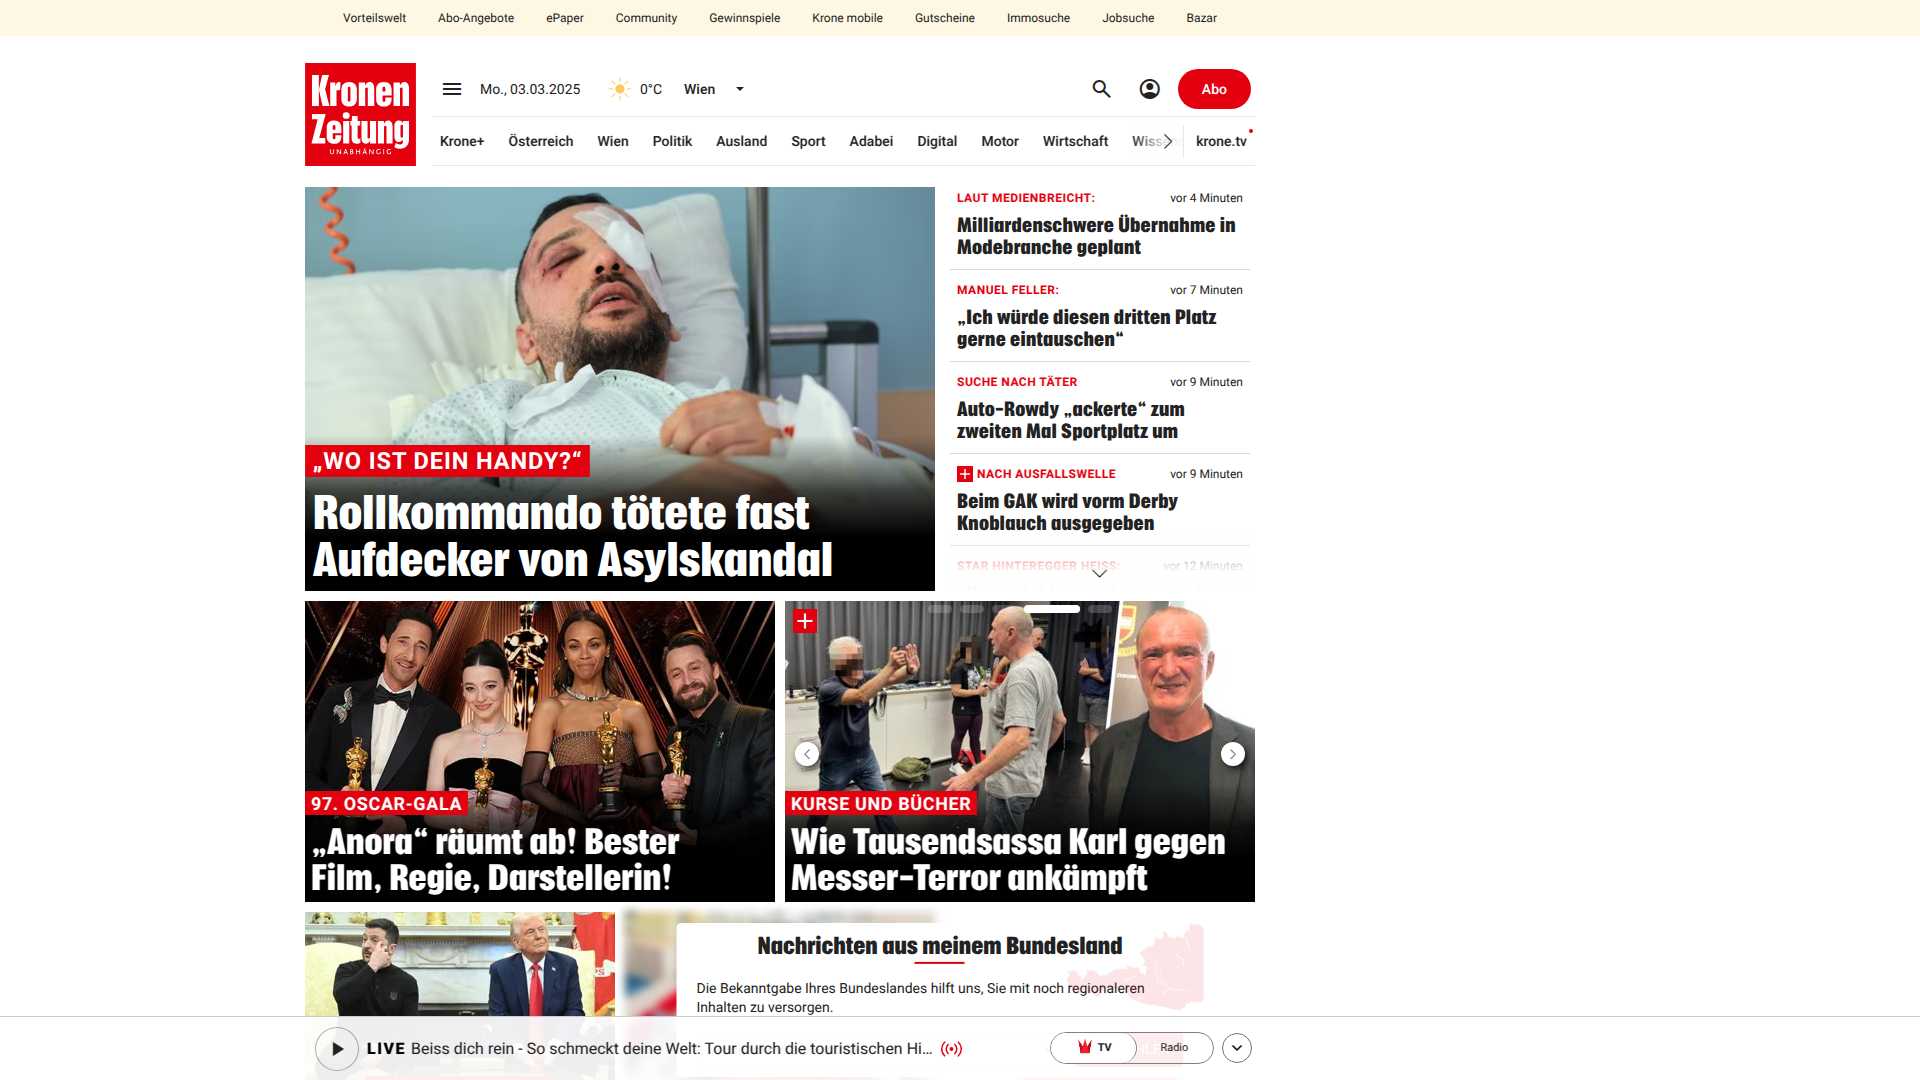 Vorteilswelt Abo-Angebote ePaper Community Gewinnspiele Krone mobile Gutscheine Immosuche Jobsuche Bazar
Kronen
Zeitung
UNABHÄNGIG
Mo., 03.03.2025 0°C Wien
Abo
Krone+ Österreich Wien Politik Ausland Sport Adabei Digital Motor Wirtschaft krone.tv
„WO IST DEIN HANDY?“
Rollkommando tötete fast
Aufdecker von Asylskandal
LAUT MEDIENBREICHT: vor 4 Minuten
Milliardenschwere Übernahme in
Modebranche geplant
MANUEL FELLER: vor 7 Minuten
„Ich würde diesen dritten Platz
gerne eintauschen“
SUCHE NACH TÄTER vor 9 Minuten
Auto-Rowdy „ackerte“ zum
zweiten Mal Sportplatz um
NACH AUSFALLSWELLE vor 9 Minuten
Beim GAK wird vorm Derby
Knoblauch ausgegeben
STAR HINTEREGGER HEISS: vor 12 Minuten
97. OSCAR-GALA
„Anora“ räumt ab! Bester
Film, Regie, Darstellerin!
KURSE UND BÜCHER
Wie Tausendsassa Karl gegen
Messer-Terror ankämpft
Nachrichten aus meinem Bundesland
Die Bekanntgabe Ihres Bundeslandes hilft uns, Sie mit noch regionaleren
Inhalten zu versorgen.
LIVE Beiss dich rein - So schmeckt deine Welt: Tour durch die touristischen Hi...
TV Radio